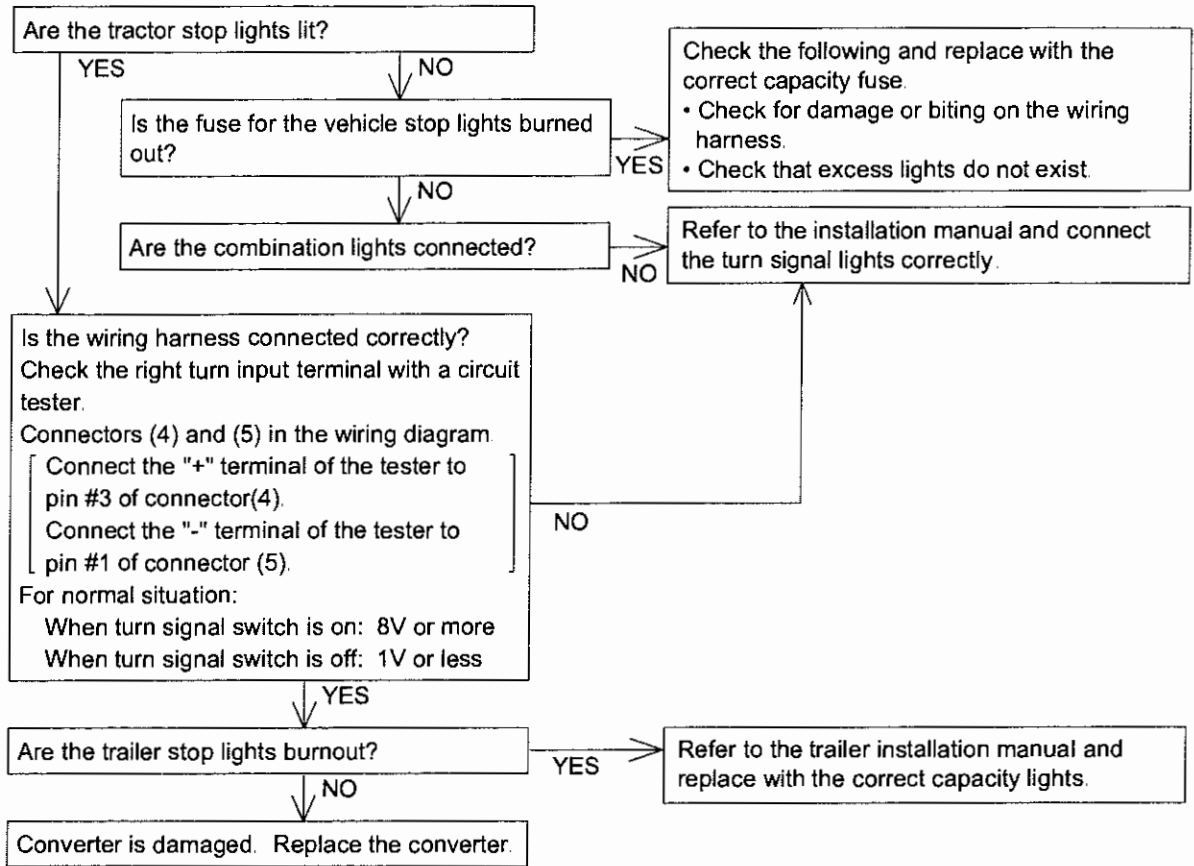 Are the tractor stop lights lit?
YES
NO
Is the fuse for the vehicle stop lights burned
out?
YES
Check the following and replace with the
correct capacity fuse.
• Check for damage or biting on the wiring
harness.
• Check that excess lights do not exist.
NO
Are the combination lights connected?
NO
Refer to the installation manual and connect
the turn signal lights correctly.
Is the wiring harness connected correctly?
Check the right turn input terminal with a circuit
tester.
Connectors (4) and (5) in the wiring diagram.
Connect the "+" terminal of the tester to
pin #3 of connector(4).
Connect the "-" terminal of the tester to
pin #1 of connector (5).
For normal situation:
When turn signal switch is on: 8V or more
When turn signal switch is off: 1V or less
NO
YES
Are the trailer stop lights burnout?
YES
Refer to the trailer installation manual and
replace with the correct capacity lights.
NO
Converter is damaged. Replace the converter.